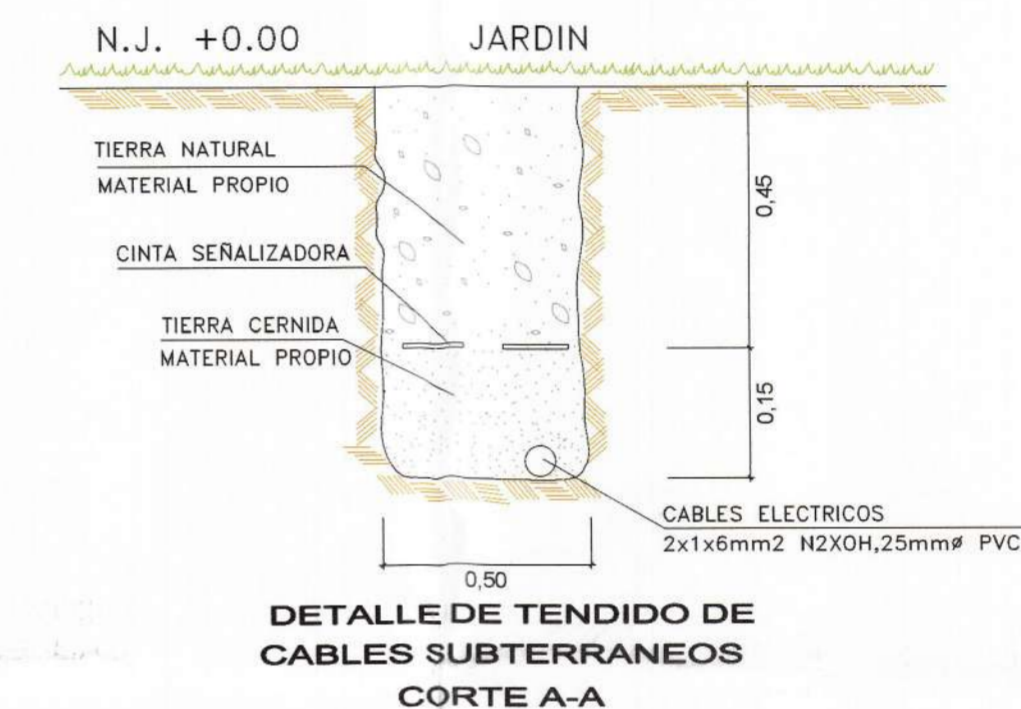 N.J. +0.00 JARDIN
TIERRA NATURAL
MATERIAL PROPIO
0,45
CINTA SEÑALIZADORA
TIERRA CERNIDA
MATERIAL PROPIO
0,15
CABLES ELECTRICOS
2x1x6mm2 N2XOH,25mmø PVC
0,50
DETALLE DE TENDIDO DE
CABLES SUBTERRANEOS
CORTE A-A